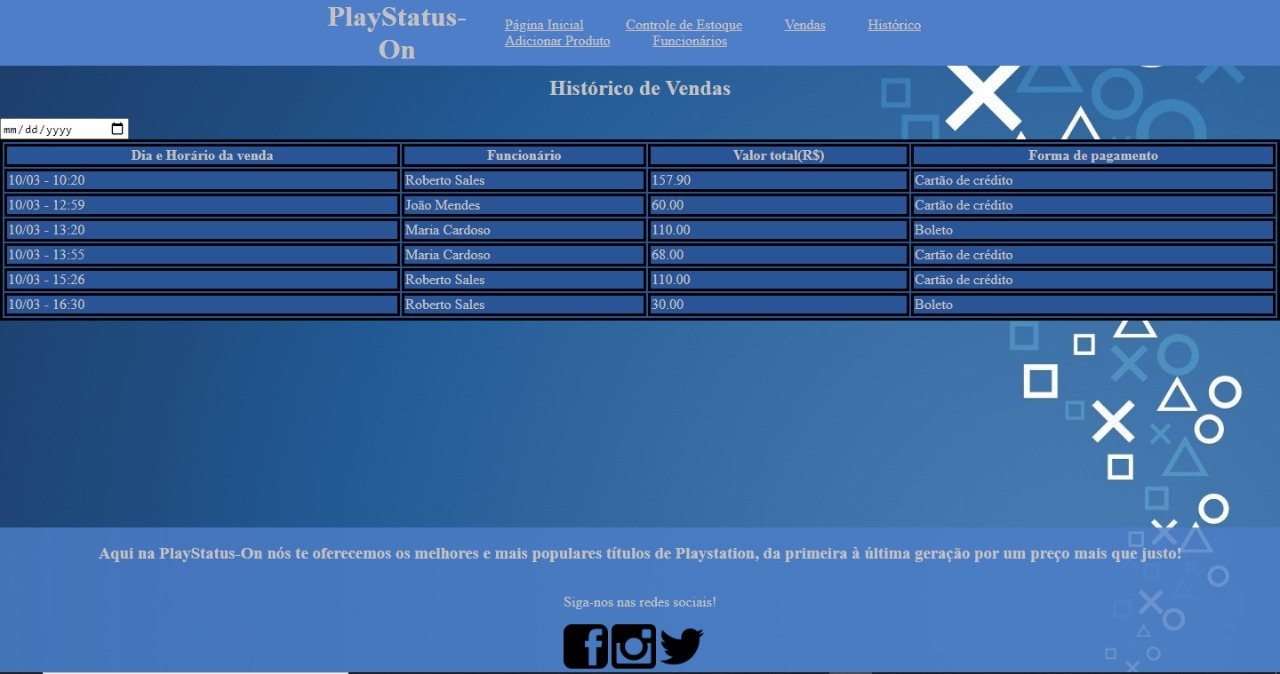 PlayStatus-
On
Página Inicial Controle de Estoque Vendas Histórico
Adicionar Produto Funcionários
Histórico de Vendas
mm/dd/yyyy
Dia e Horário da venda Funcionário Valor total(R$) Forma de pagamento
10/03 - 10:20 Roberto Sales 157.90 Cartão de crédito
10/03 - 12:59 João Mendes 60.00 Cartão de crédito
10/03 - 13:20 Maria Cardoso 110.00 Boleto
10/03 - 13:55 Maria Cardoso 68.00 Cartão de crédito
10/03 - 15:26 Roberto Sales 110.00 Cartão de crédito
10/03 - 16:30 Roberto Sales 30.00 Boleto
Aqui na PlayStatus-On nós te oferecemos os melhores e mais populares títulos de Playstation, da primeira à última geração por um preço mais que justo!
Siga-nos nas redes sociais!